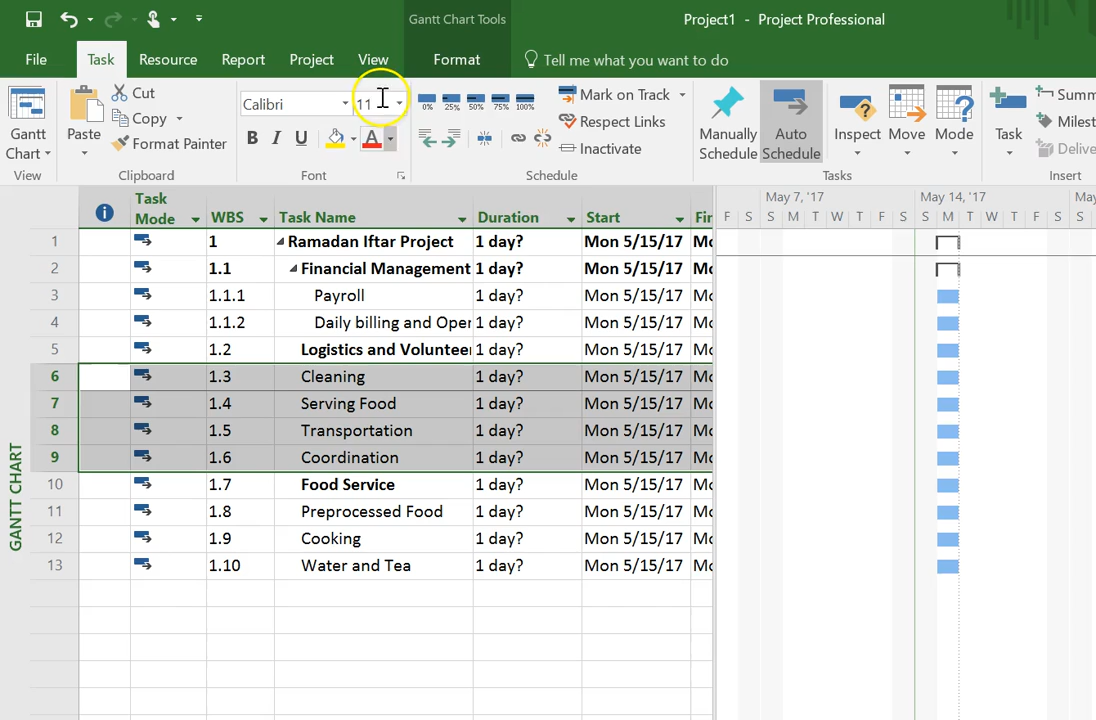 Gantt Chart Tools
Project1 - Project Professional
File Task Resource Report Project View Format Tell me what you want to do
Gantt Chart
View
Paste
Cut
Copy
Format Painter
Clipboard
Calibri 11
B I U A
Font
0% 25% 50% 75% 100%
Mark on Track
Respect Links
Inactivate
Schedule
Manually Schedule
Auto Schedule
Inspect Move Mode
Tasks
Task
Summ
Milest
Delive
Insert
GANTT CHART
Task Mode WBS Task Name Duration Start Fin
May 7, '17 May 14, '17 May
F S S M T W T F S S M T W T F S S M
1 1 Ramadan Iftar Project 1 day? Mon 5/15/17 Mo
2 1.1 Financial Management 1 day? Mon 5/15/17 Mo
3 1.1.1 Payroll 1 day? Mon 5/15/17 Mo
4 1.1.2 Daily billing and Oper 1 day? Mon 5/15/17 Mo
5 1.2 Logistics and Volunteer 1 day? Mon 5/15/17 Mo
6 1.3 Cleaning 1 day? Mon 5/15/17 Mo
7 1.4 Serving Food 1 day? Mon 5/15/17 Mo
8 1.5 Transportation 1 day? Mon 5/15/17 Mo
9 1.6 Coordination 1 day? Mon 5/15/17 Mo
10 1.7 Food Service 1 day? Mon 5/15/17 Mo
11 1.8 Preprocessed Food 1 day? Mon 5/15/17 Mo
12 1.9 Cooking 1 day? Mon 5/15/17 Mo
13 1.10 Water and Tea 1 day? Mon 5/15/17 Mo